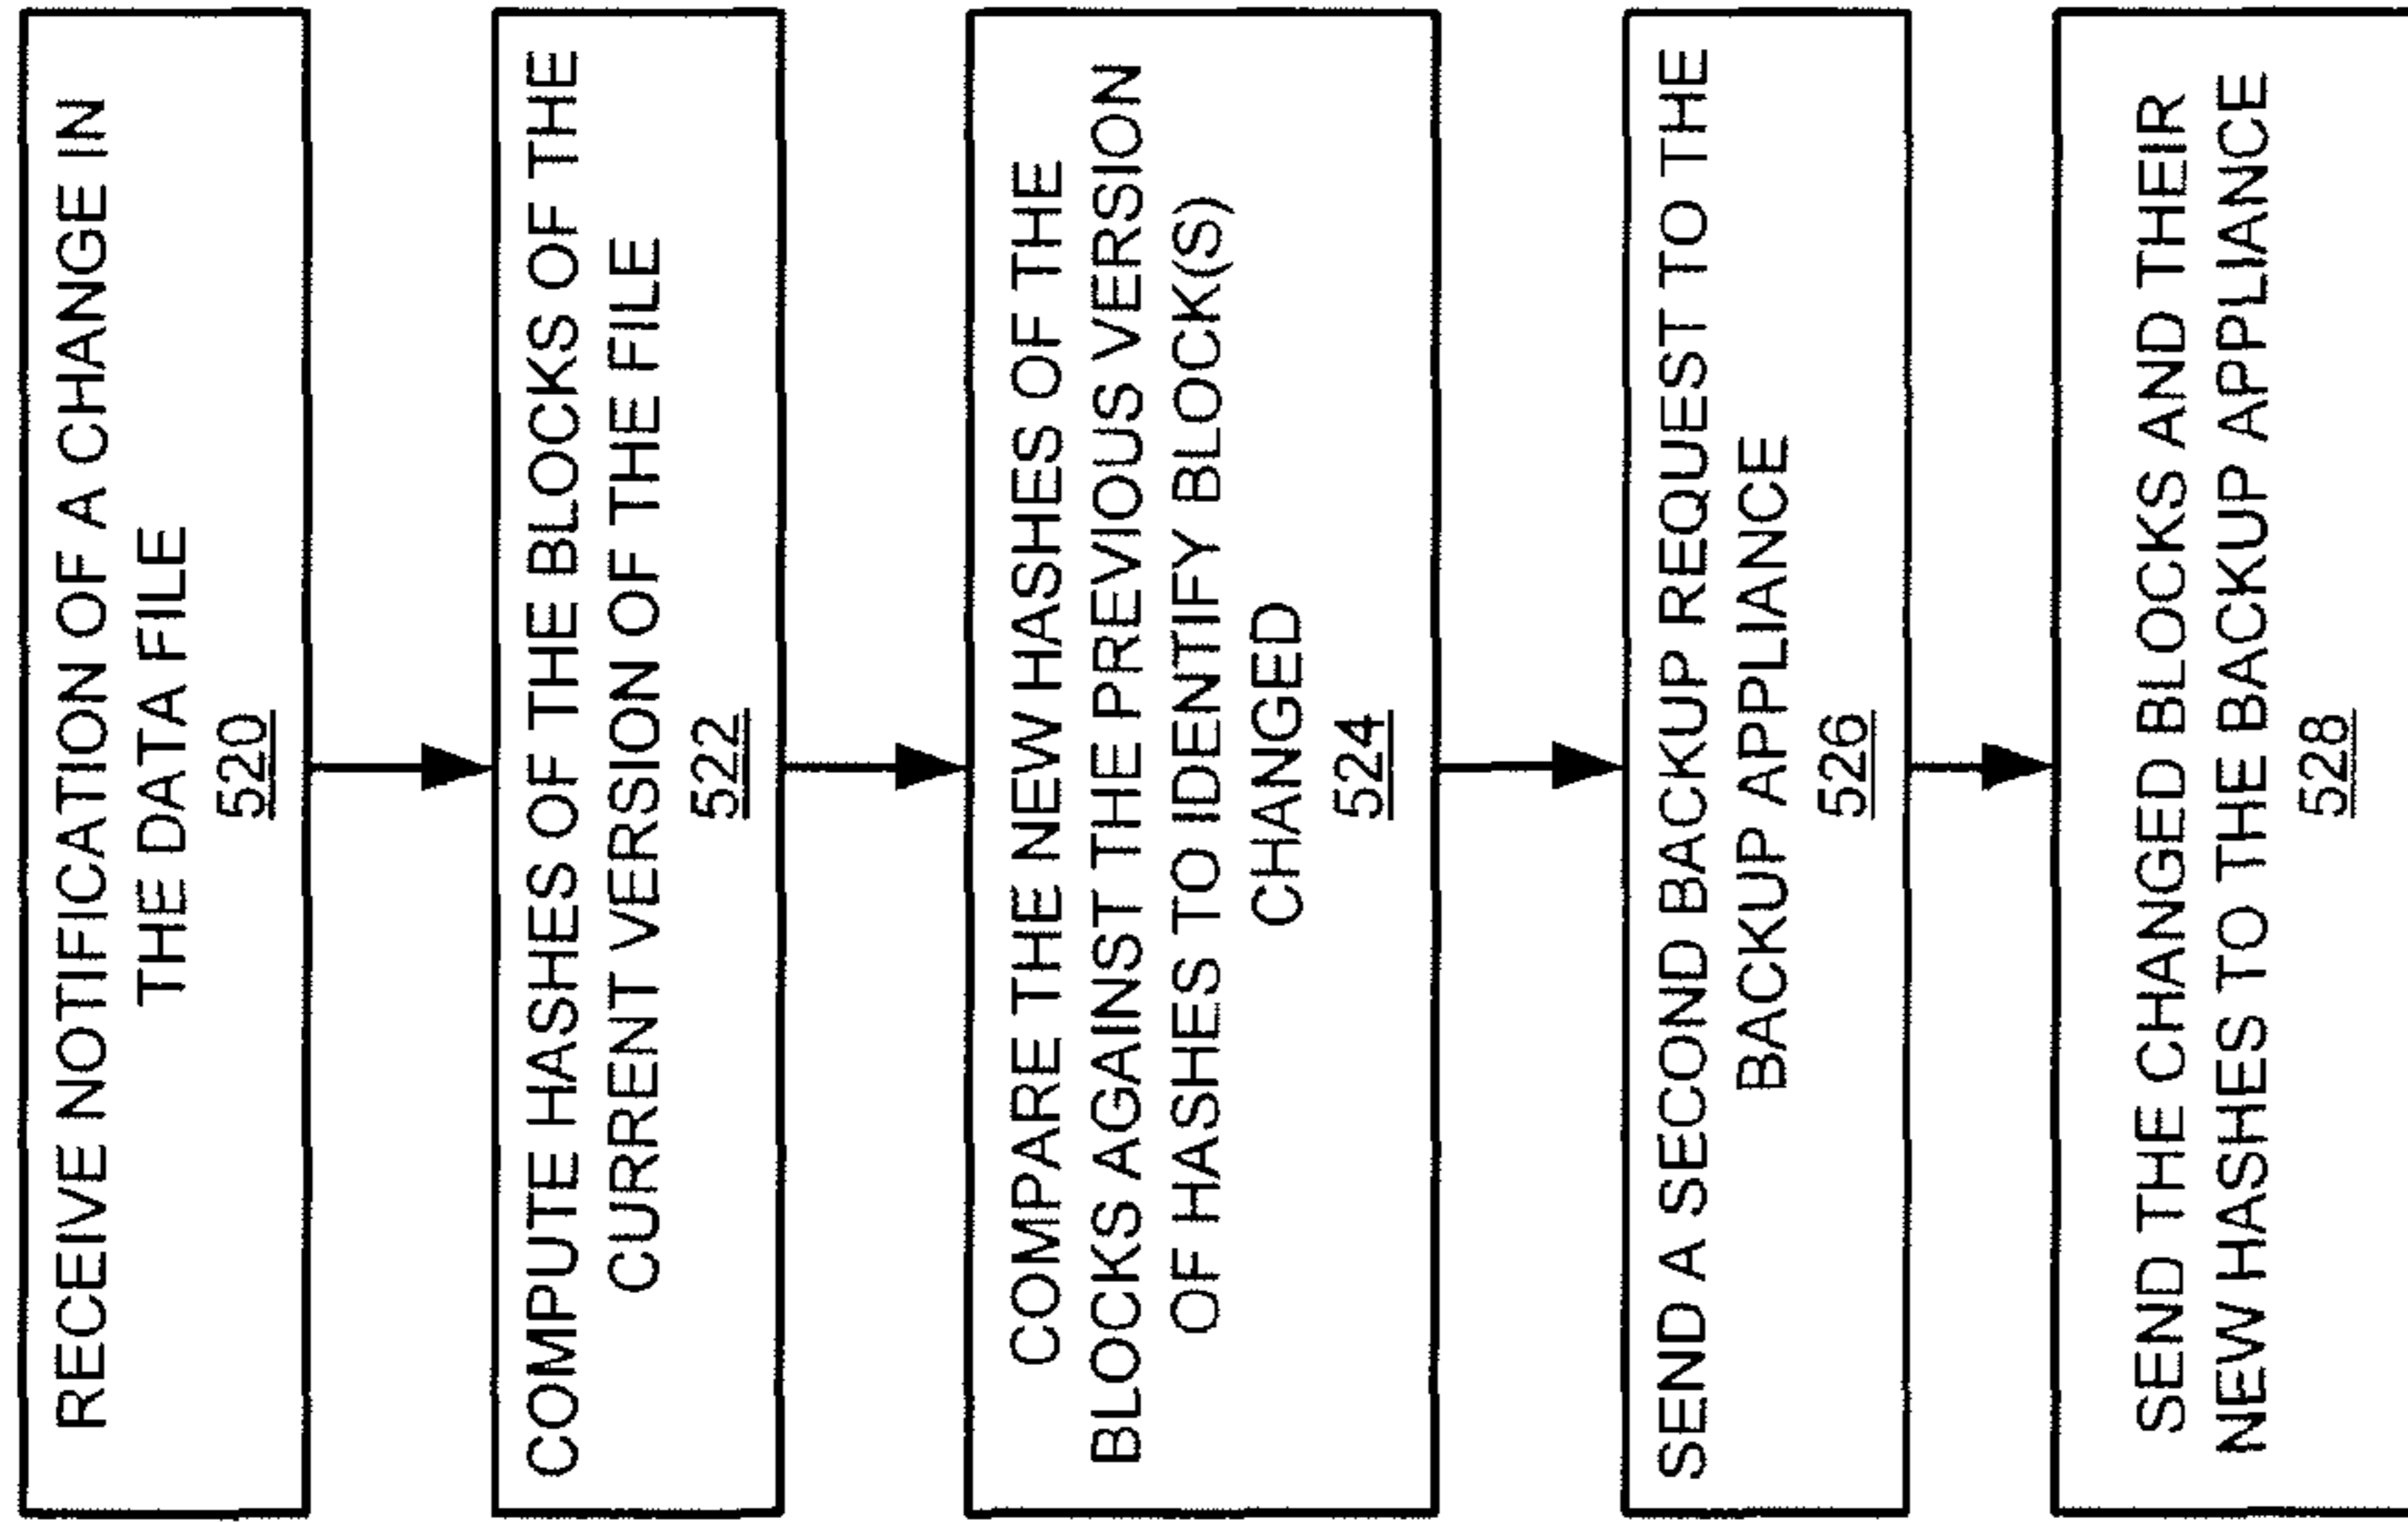 RECEIVE NOTIFICATION OF A CHANGE IN
THE DATA FILE
520
COMPUTE HASHES OF THE BLOCKS OF THE
CURRENT VERSION OF THE FILE
522
COMPARE THE NEW HASHES OF THE
BLOCKS AGAINST THE PREVIOUS VERSION
OF HASHES TO IDENTIFY BLOCK(S)
CHANGED
524
SEND A SECOND BACKUP REQUEST TO THE
BACKUP APPLIANCE
526
SEND THE CHANGED BLOCKS AND THEIR
NEW HASHES TO THE BACKUP APPLIANCE
528